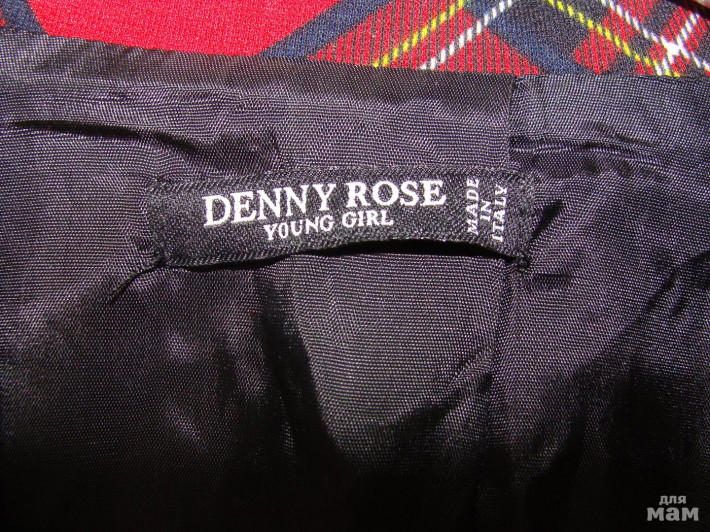 DENNY ROSE
YOUNG GIRL
MADE
IN
ITALY
для
мам